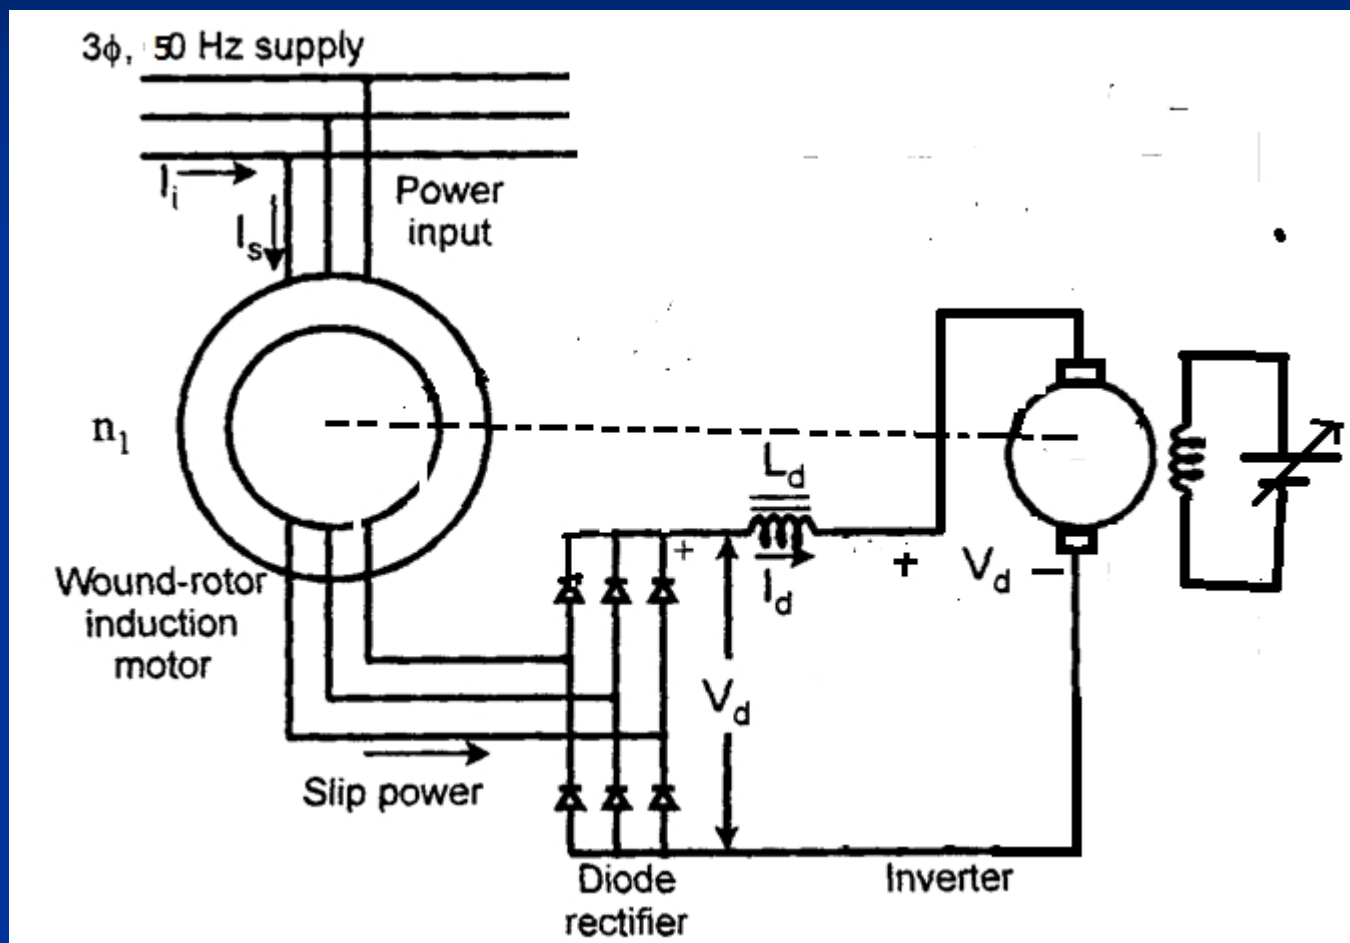 3ϕ, 50 Hz supply
I_i
I_s
Power
input
n_1
L_d
I_d
+
+ V_d −
V_d
Wound-rotor
induction
motor
Slip power
Diode
rectifier
Inverter